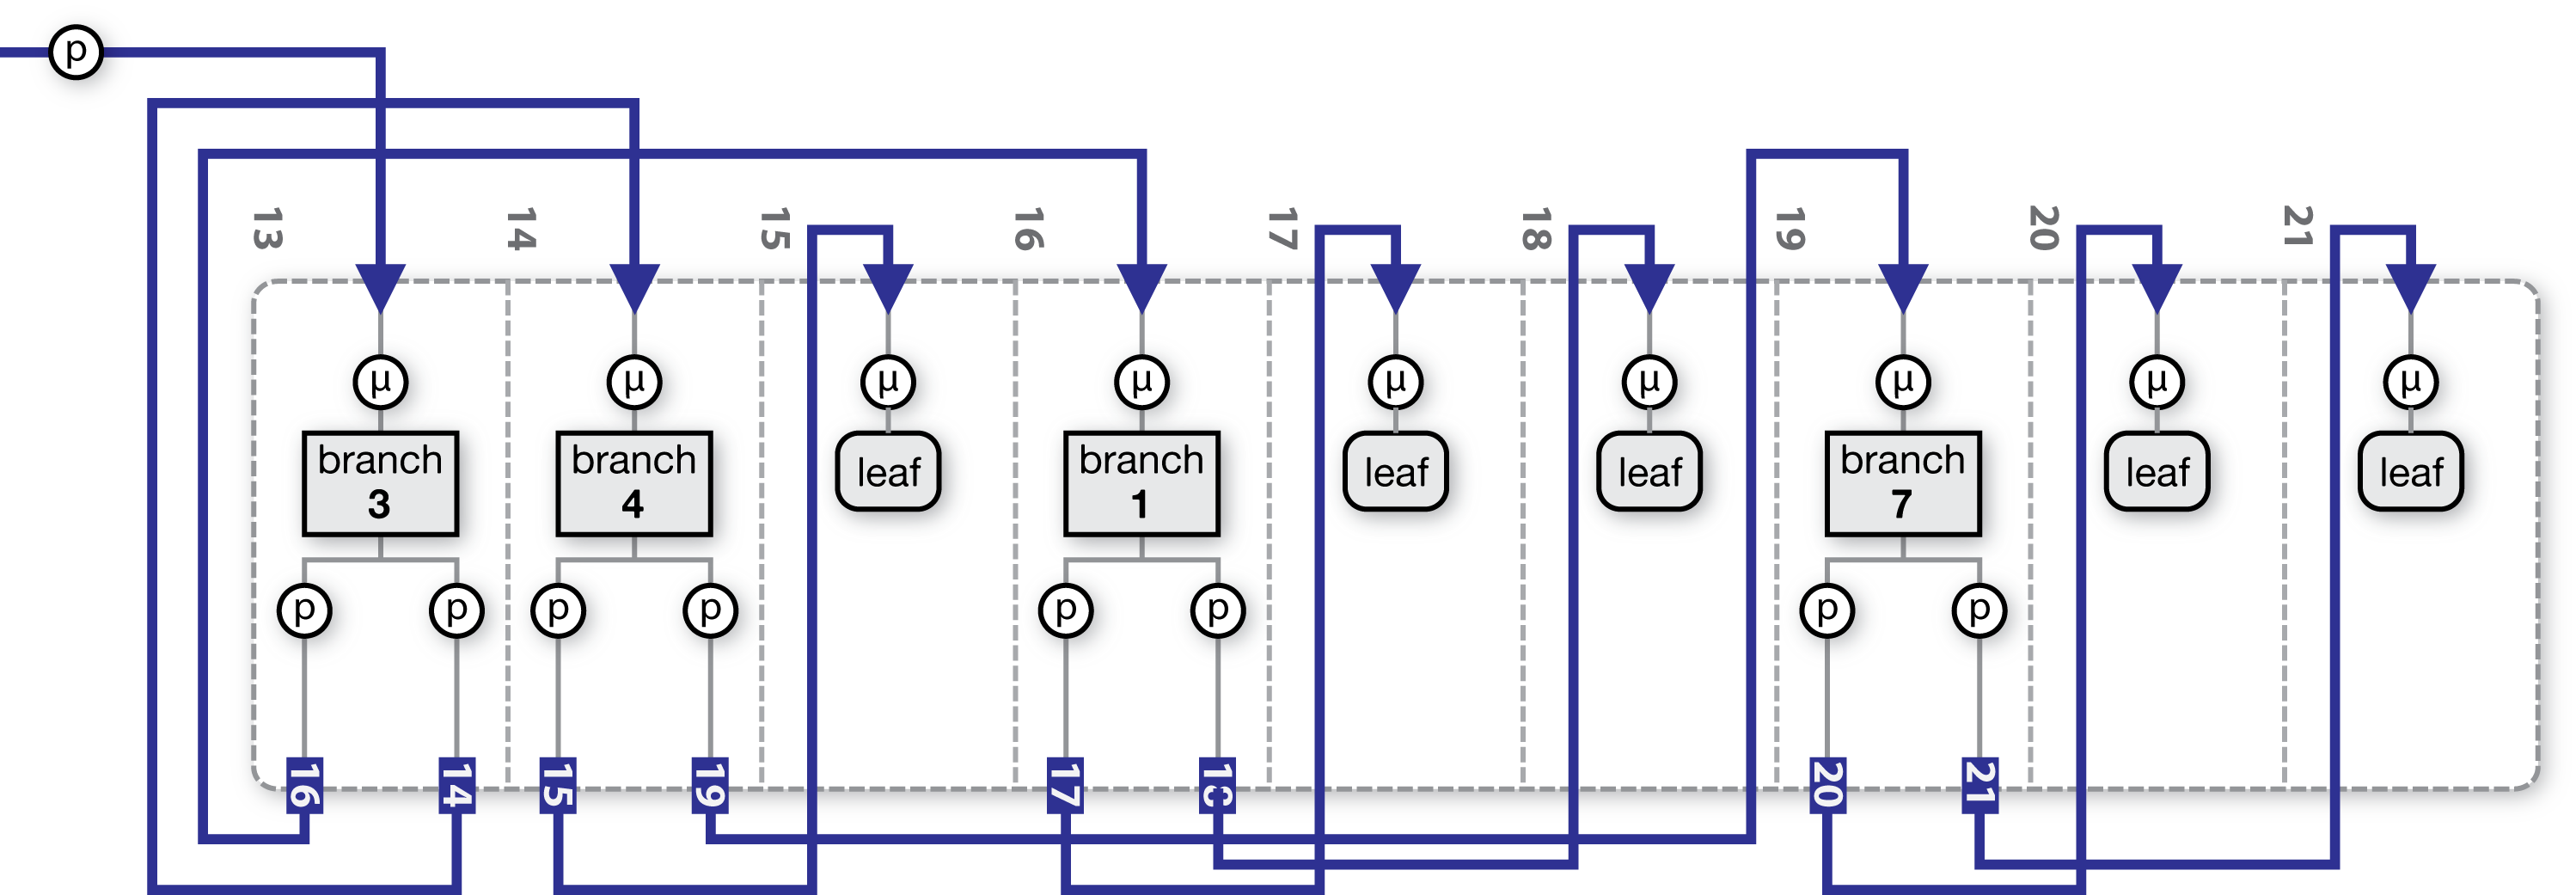 p
13 14 15 16 17 18 19 20 21
µ µ µ µ µ µ µ µ µ
branch branch leaf branch leaf leaf branch leaf leaf
3 4 1 7
p p p p p p p p
16 14 15 19 17 18 20 21